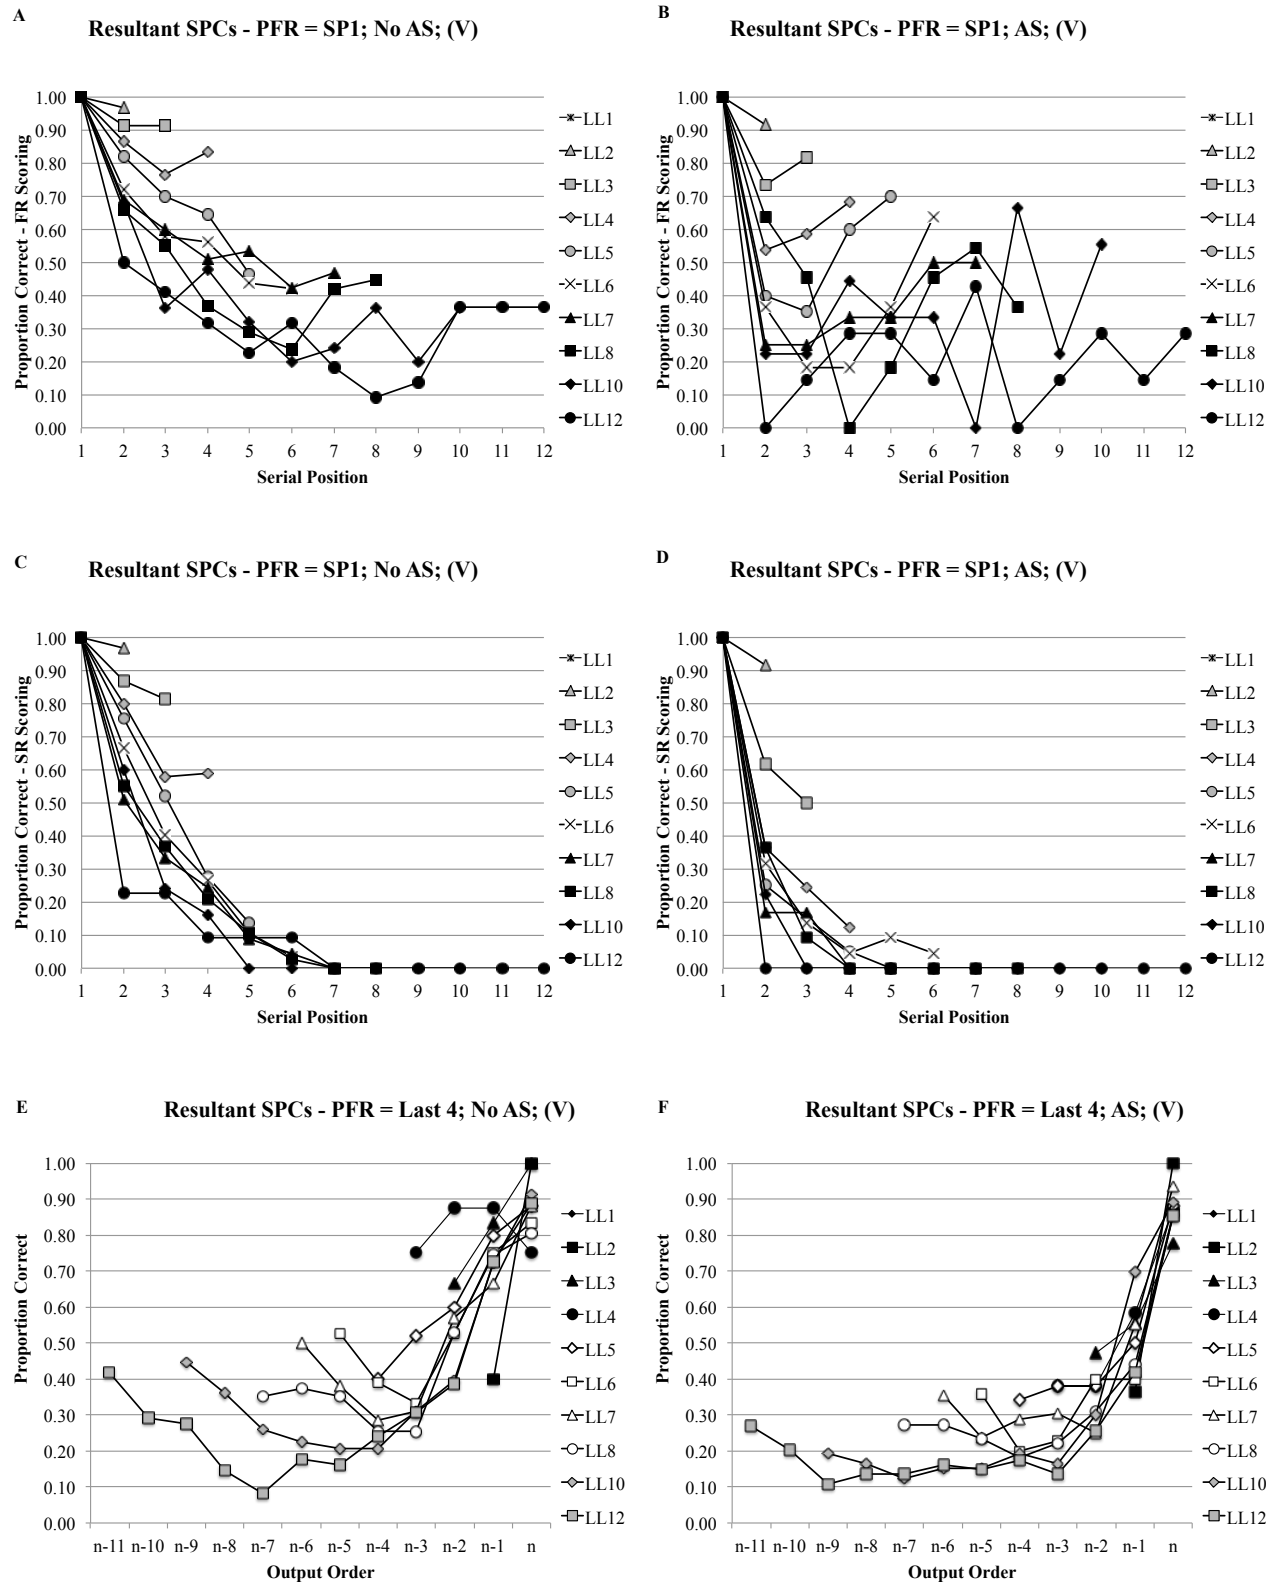 A
Resultant SPCs - PFR = SP1; No AS; (V)
Proportion Correct - FR Scoring
1.00
0.90
0.80
0.70
0.60
0.50
0.40
0.30
0.20
0.10
0.00
1 2 3 4 5 6 7 8 9 10 11 12
Serial Position
LL1
LL2
LL3
LL4
LL5
LL6
LL7
LL8
LL10
LL12
B
Resultant SPCs - PFR = SP1; AS; (V)
Proportion Correct - FR Scoring
1.00
0.90
0.80
0.70
0.60
0.50
0.40
0.30
0.20
0.10
0.00
1 2 3 4 5 6 7 8 9 10 11 12
Serial Position
LL1
LL2
LL3
LL4
LL5
LL6
LL7
LL8
LL10
LL12
C
Resultant SPCs - PFR = SP1; No AS; (V)
Proportion Correct - SR Scoring
1.00
0.90
0.80
0.70
0.60
0.50
0.40
0.30
0.20
0.10
0.00
1 2 3 4 5 6 7 8 9 10 11 12
Serial Position
LL1
LL2
LL3
LL4
LL5
LL6
LL7
LL8
LL10
LL12
D
Resultant SPCs - PFR = SP1; AS; (V)
Proportion Correct - SR Scoring
1.00
0.90
0.80
0.70
0.60
0.50
0.40
0.30
0.20
0.10
0.00
1 2 3 4 5 6 7 8 9 10 11 12
Serial Position
LL1
LL2
LL3
LL4
LL5
LL6
LL7
LL8
LL10
LL12
E
Resultant SPCs - PFR = Last 4; No AS; (V)
Proportion Correct
1.00
0.90
0.80
0.70
0.60
0.50
0.40
0.30
0.20
0.10
0.00
n-11 n-10 n-9 n-8 n-7 n-6 n-5 n-4 n-3 n-2 n-1 n
Output Order
LL1
LL2
LL3
LL4
LL5
LL6
LL7
LL8
LL10
LL12
F
Resultant SPCs - PFR = Last 4; AS; (V)
Proportion Correct
1.00
0.90
0.80
0.70
0.60
0.50
0.40
0.30
0.20
0.10
0.00
n-11 n-10 n-9 n-8 n-7 n-6 n-5 n-4 n-3 n-2 n-1 n
Output Order
LL1
LL2
LL3
LL4
LL5
LL6
LL7
LL8
LL10
LL12